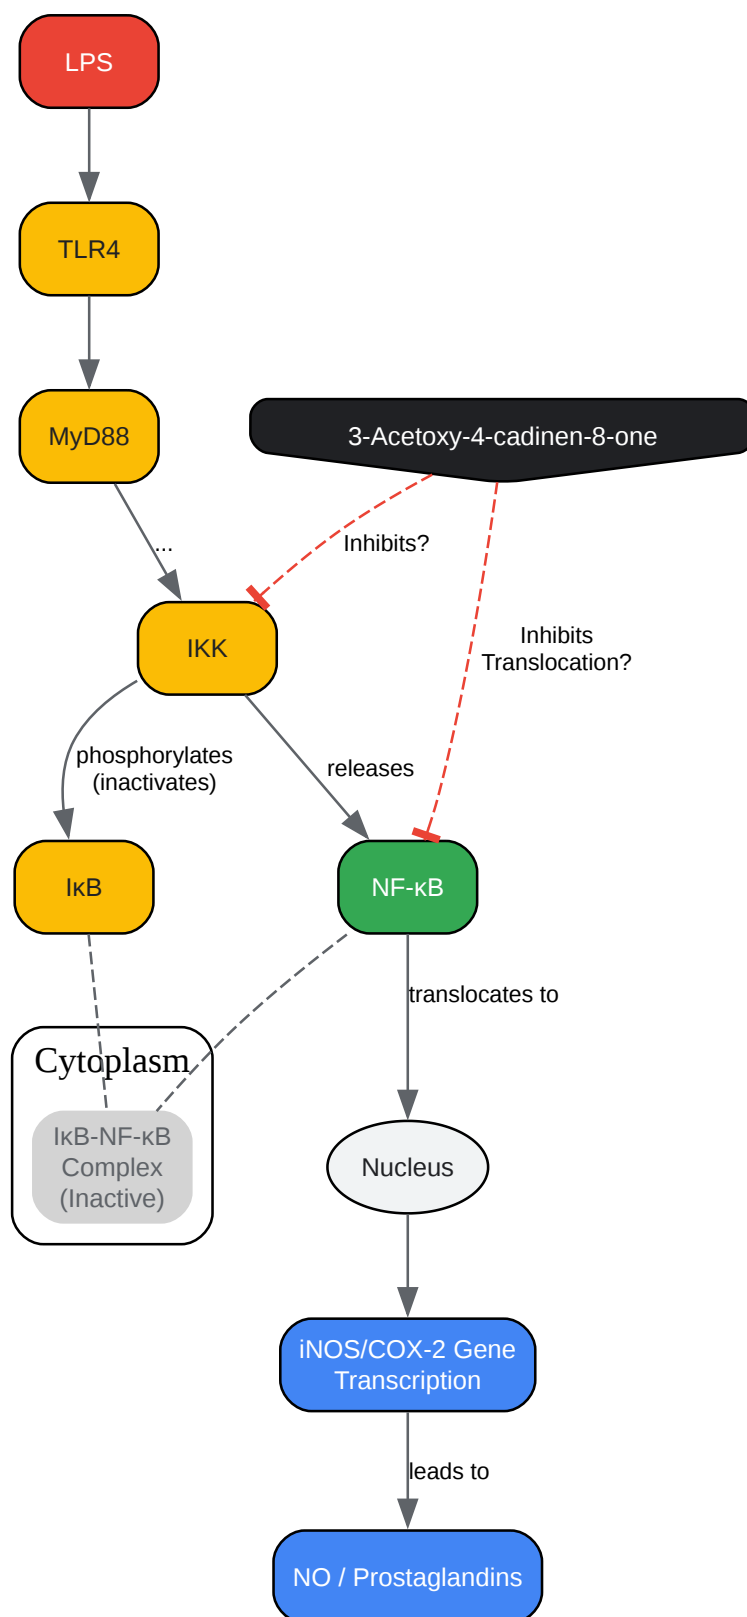 LPS
TLR4
MyD88
3-Acetoxy-4-cadinen-8-one
...
Inhibits?
IKK
Inhibits
Translocation?
phosphorylates
(inactivates)
releases
IκB
NF-κB
translocates to
Cytoplasm
IκB-NF-κB
Complex
(Inactive)
Nucleus
iNOS/COX-2 Gene
Transcription
leads to
NO / Prostaglandins